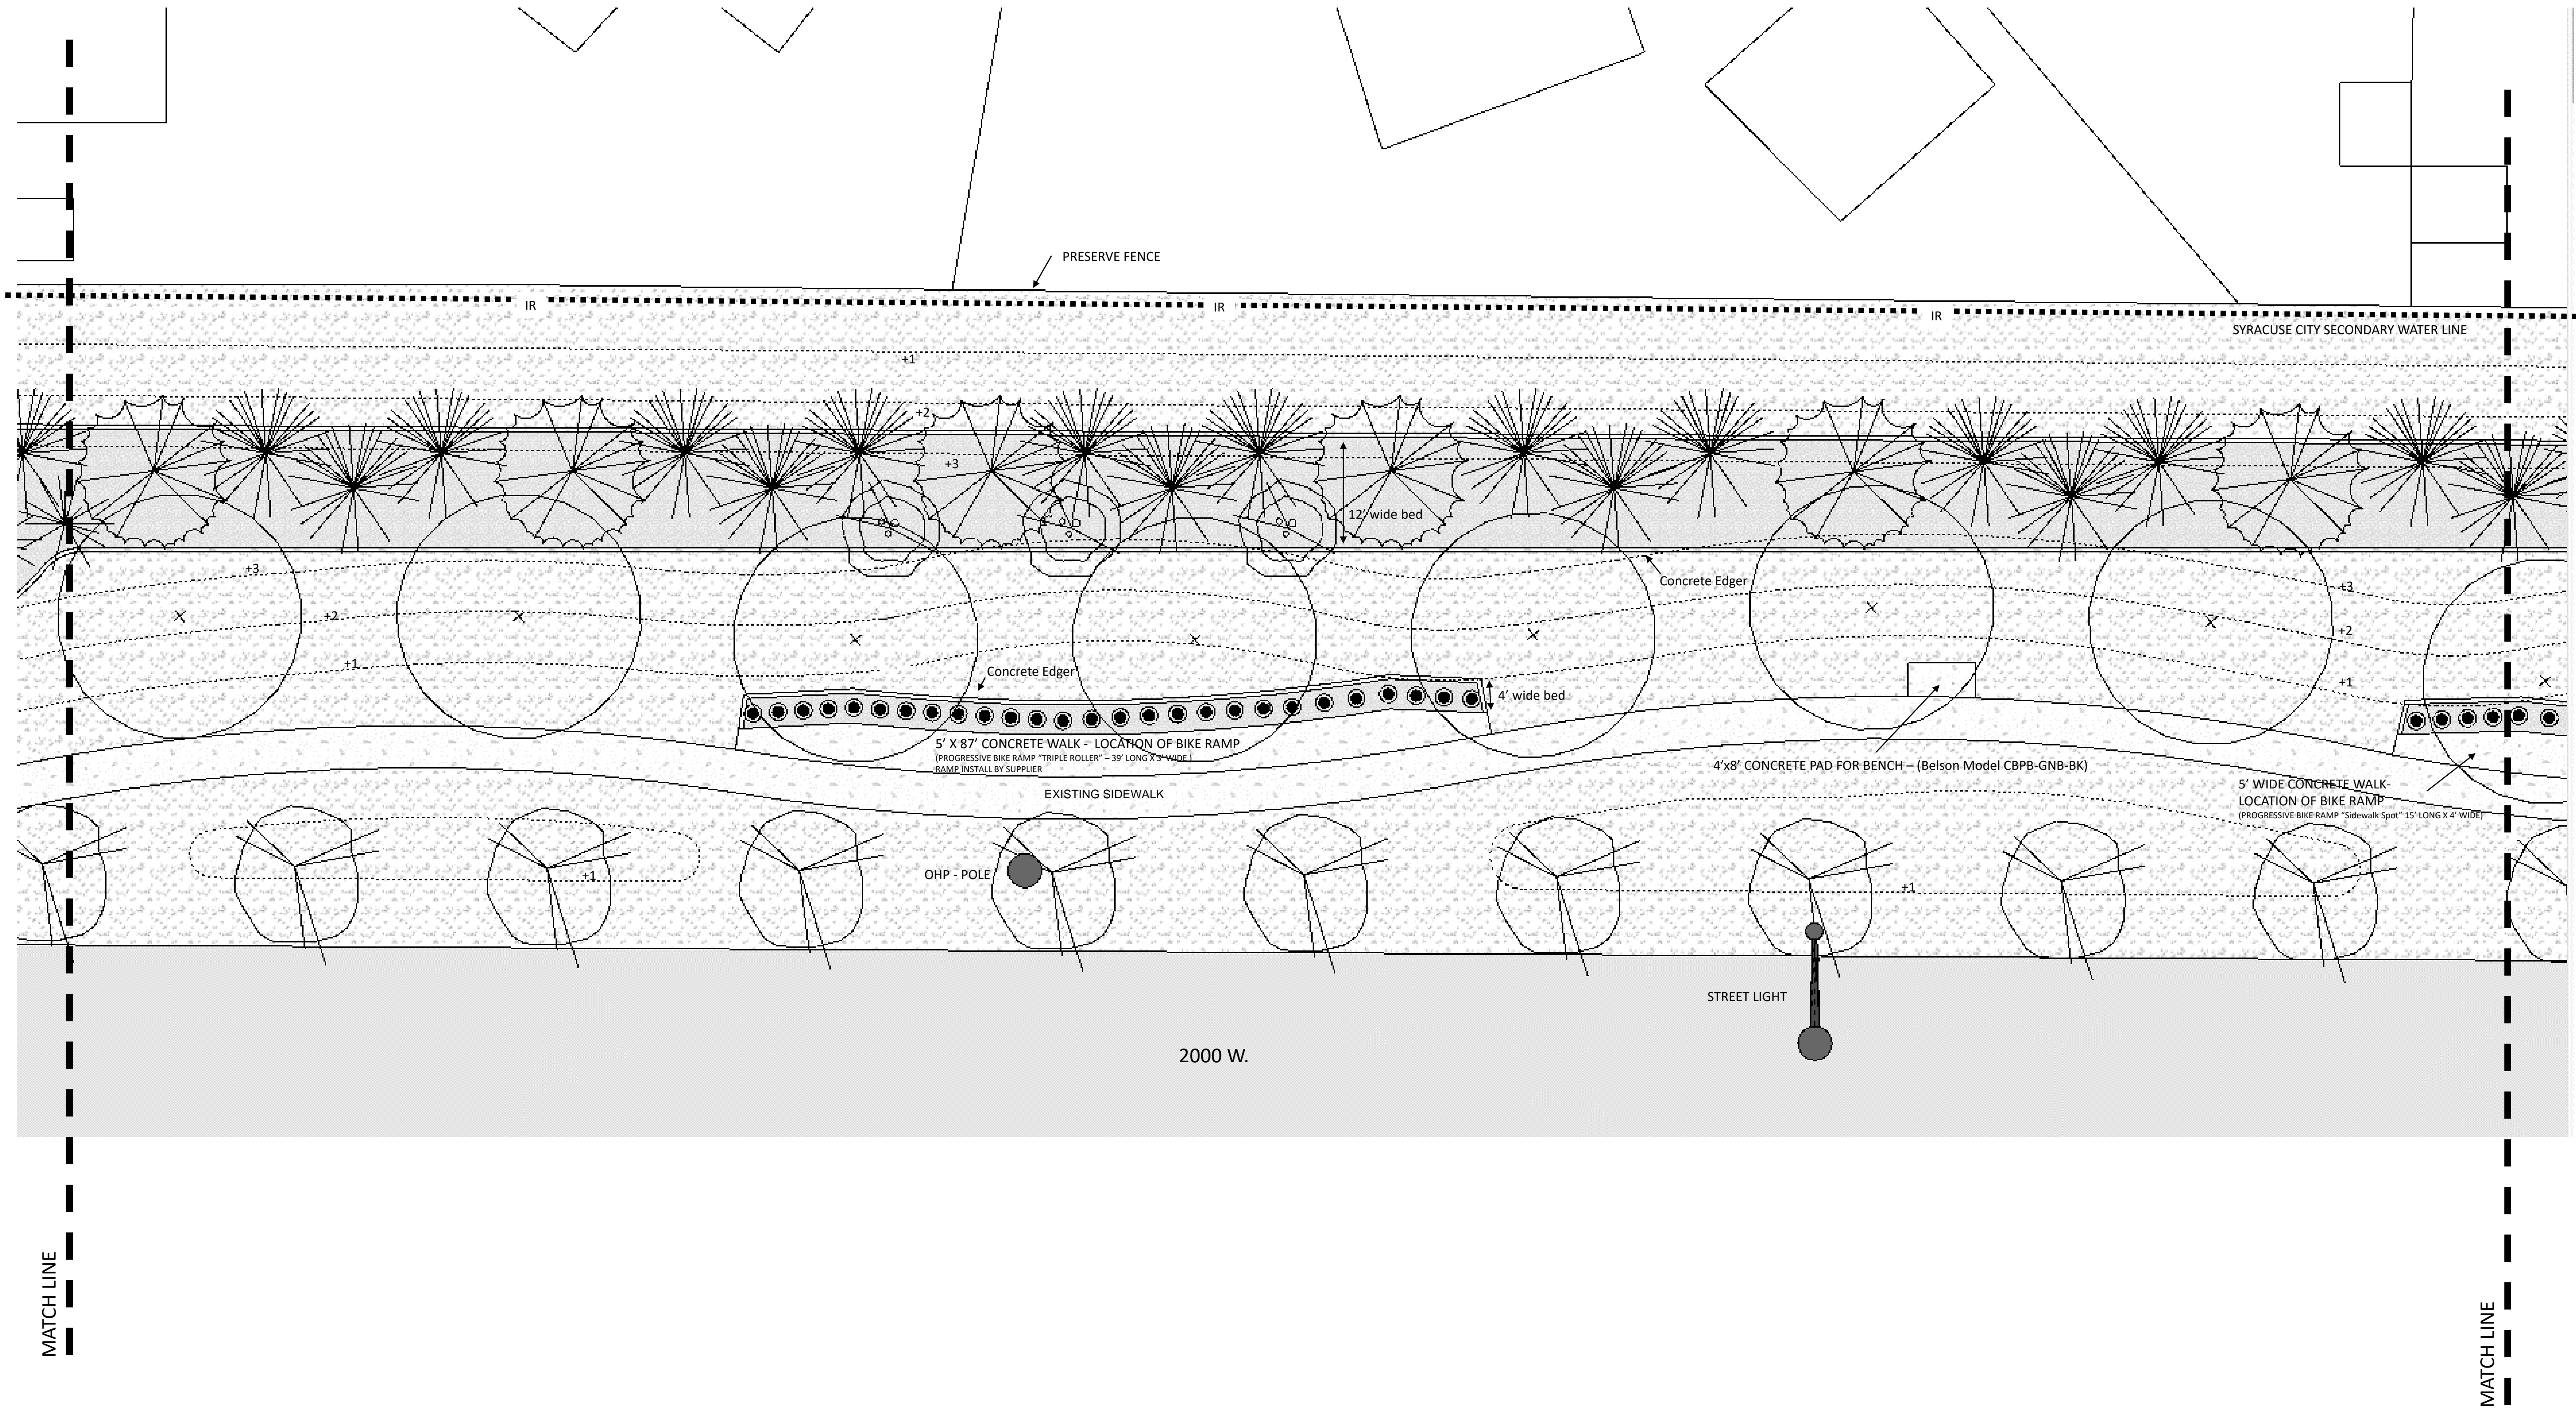 PRESERVE FENCE
IR
IR
IR
SYRACUSE CITY SECONDARY WATER LINE
+1
+2
+3
12' wide bed
+3
Concrete Edger
+3
+2
+2
+1
Concrete Edger
+1
4' wide bed
5' X 87' CONCRETE WALK - LOCATION OF BIKE RAMP
(PROGRESSIVE BIKE RAMP "TRIPLE ROLLER" – 39' LONG X 3' WIDE )
RAMP INSTALL BY SUPPLIER
4'x8' CONCRETE PAD FOR BENCH – (Belson Model CBPB-GNB-BK)
EXISTING SIDEWALK
5' WIDE CONCRETE WALK-
LOCATION OF BIKE RAMP
(PROGRESSIVE BIKE RAMP "Sidewalk Spot" 15' LONG X 4' WIDE)
+1
OHP - POLE
+1
STREET LIGHT
2000 W.
MATCH LINE
MATCH LINE